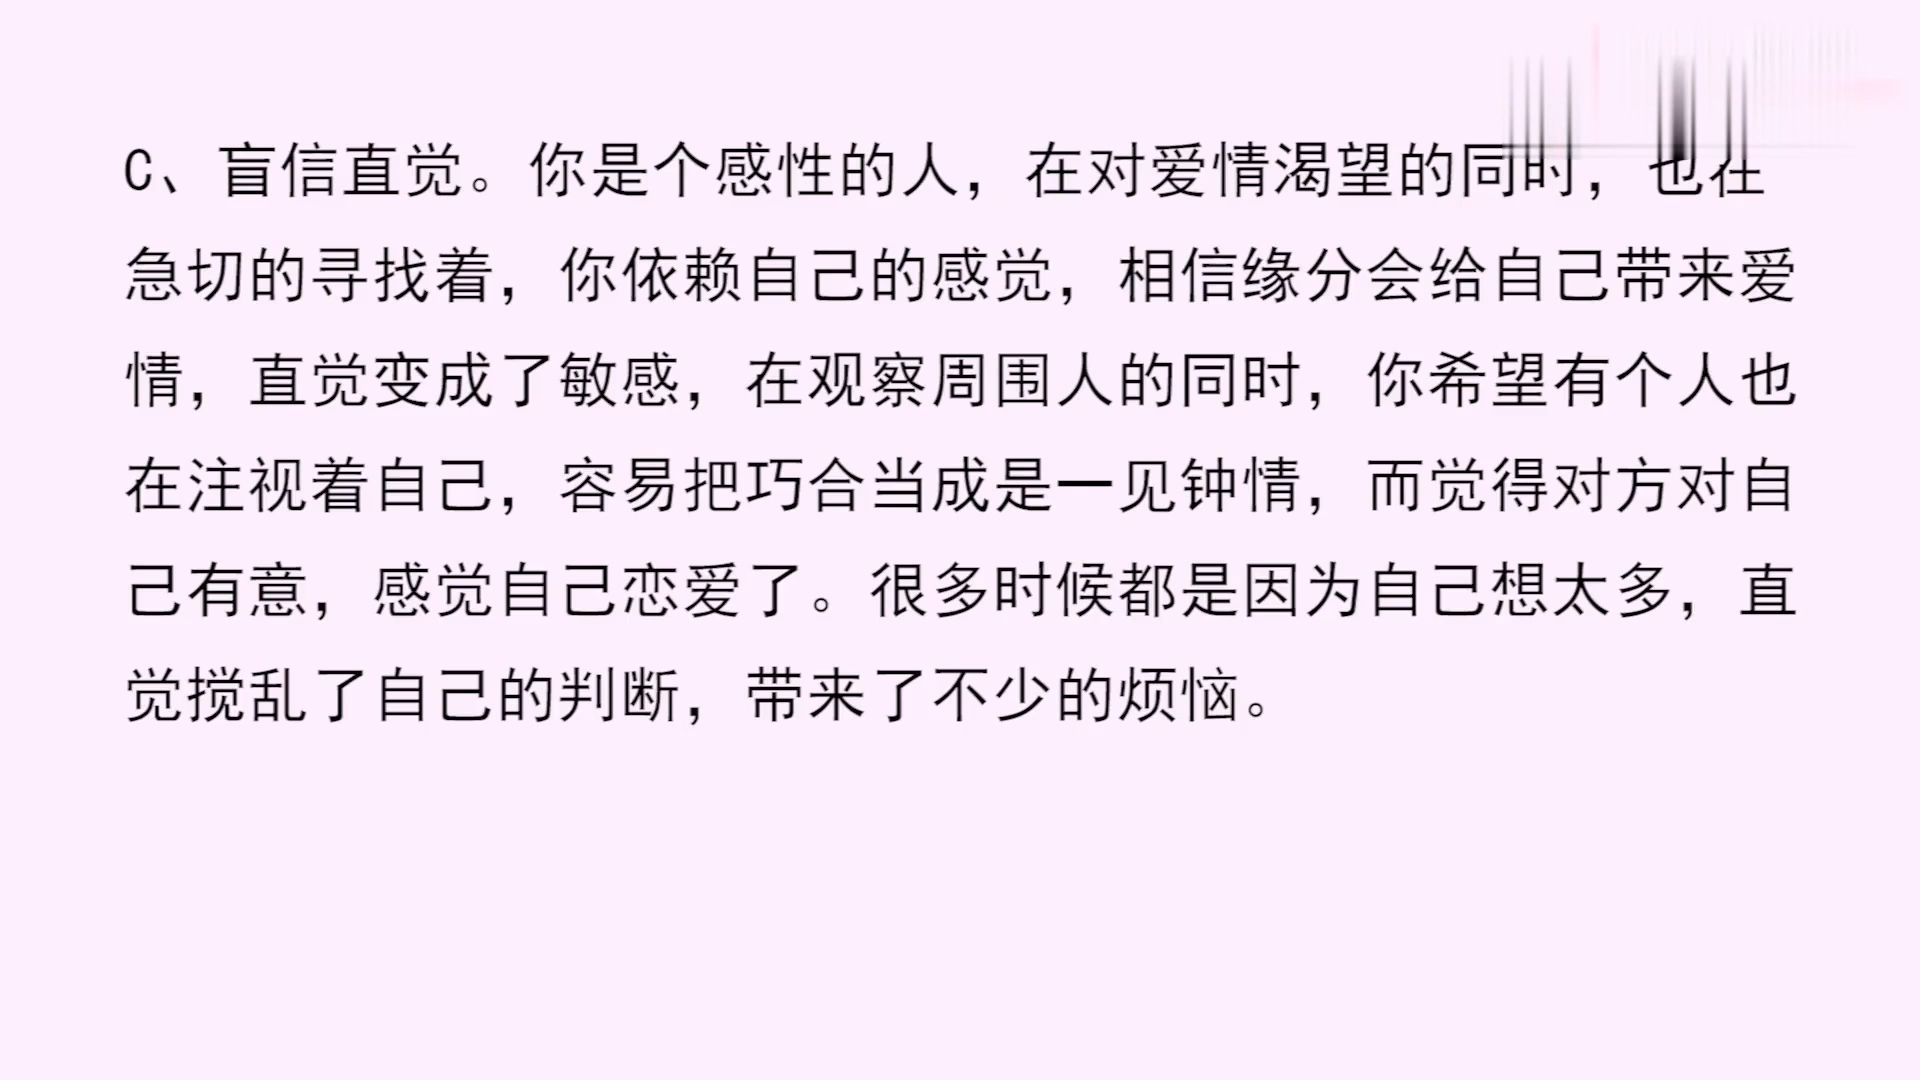 C、盲信直觉。你是个感性的人，在对爱情渴望的同时，也在
急切的寻找着，你依赖自己的感觉，相信缘分会给自己带来爱
情，直觉变成了敏感，在观察周围人的同时，你希望有个人也
在注视着自己，容易把巧合当成是一见钟情，而觉得对方对自
己有意，感觉自己恋爱了。很多时候都是因为自己想太多，直
觉搅乱了自己的判断，带来了不少的烦恼。